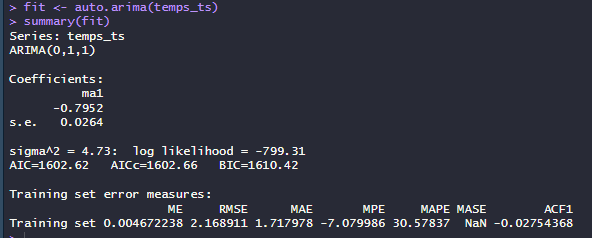 > fit <- auto.arima(temps_ts)
> summary(fit)
Series: temps_ts
ARIMA(0,1,1)
Coefficients:
ma1
-0.7952
s.e. 0.0264
sigma^2 = 4.73: log likelihood = -799.31
AIC=1602.62 AICc=1602.66 BIC=1610.42
Training set error measures:
ME RMSE MAE MPE MAPE MASE ACF1
Training set 0.004672238 2.168911 1.717978 -7.079986 30.57837 NaN -0.02754368
>